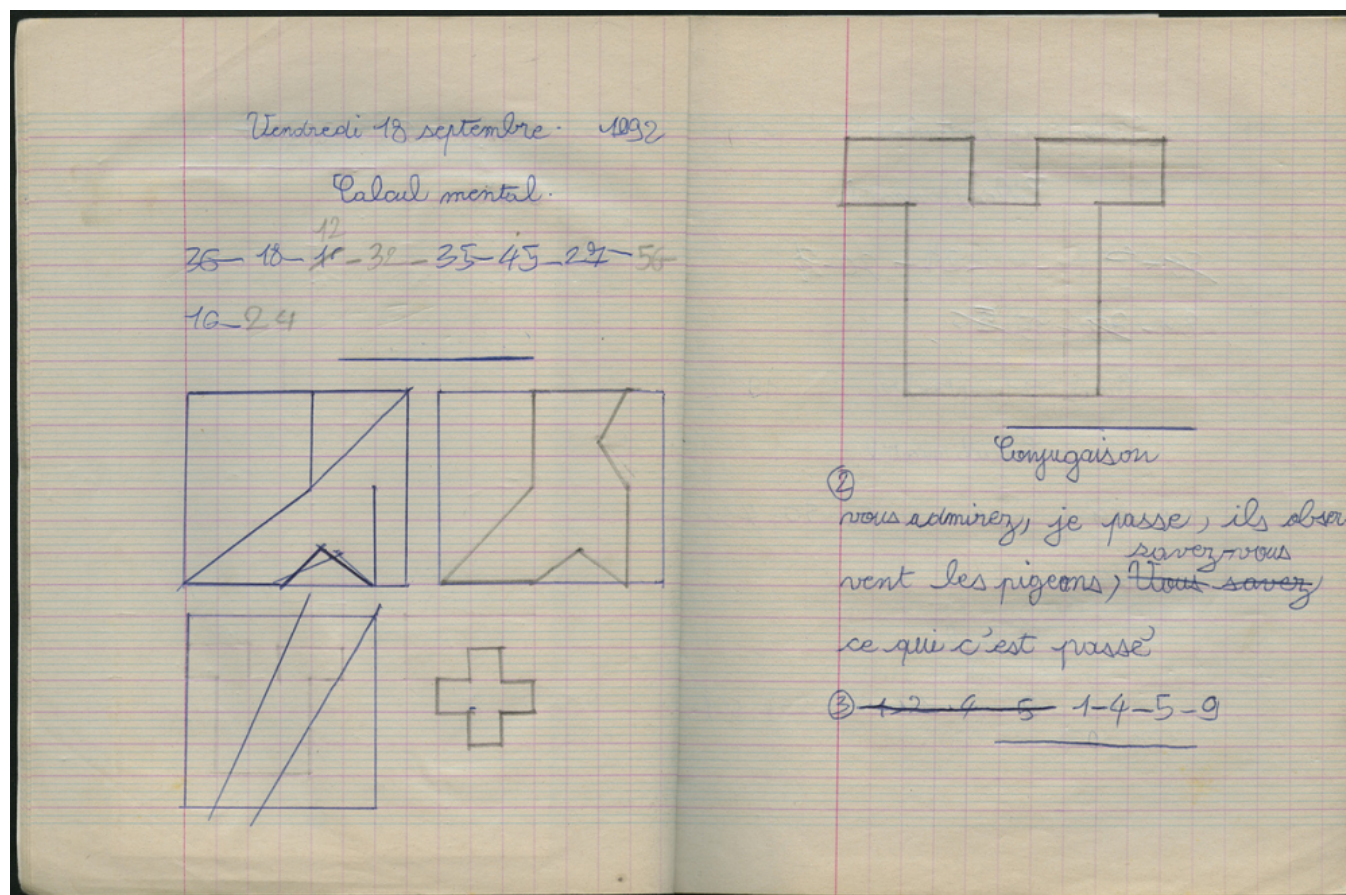 Vendredi 18 septembre. 1992
Calcul mental.
12
36 - 18 - - 32 - 35 - 45 - 27 - 56
16 - 24
Conjugaison
②
vous admirez, je passe, ils obser
savez-vous
vent les pigeons, Vous savez
ce qui c'est passé
③ 1 - 2 - 4 - 5 1 - 4 - 5 - 9